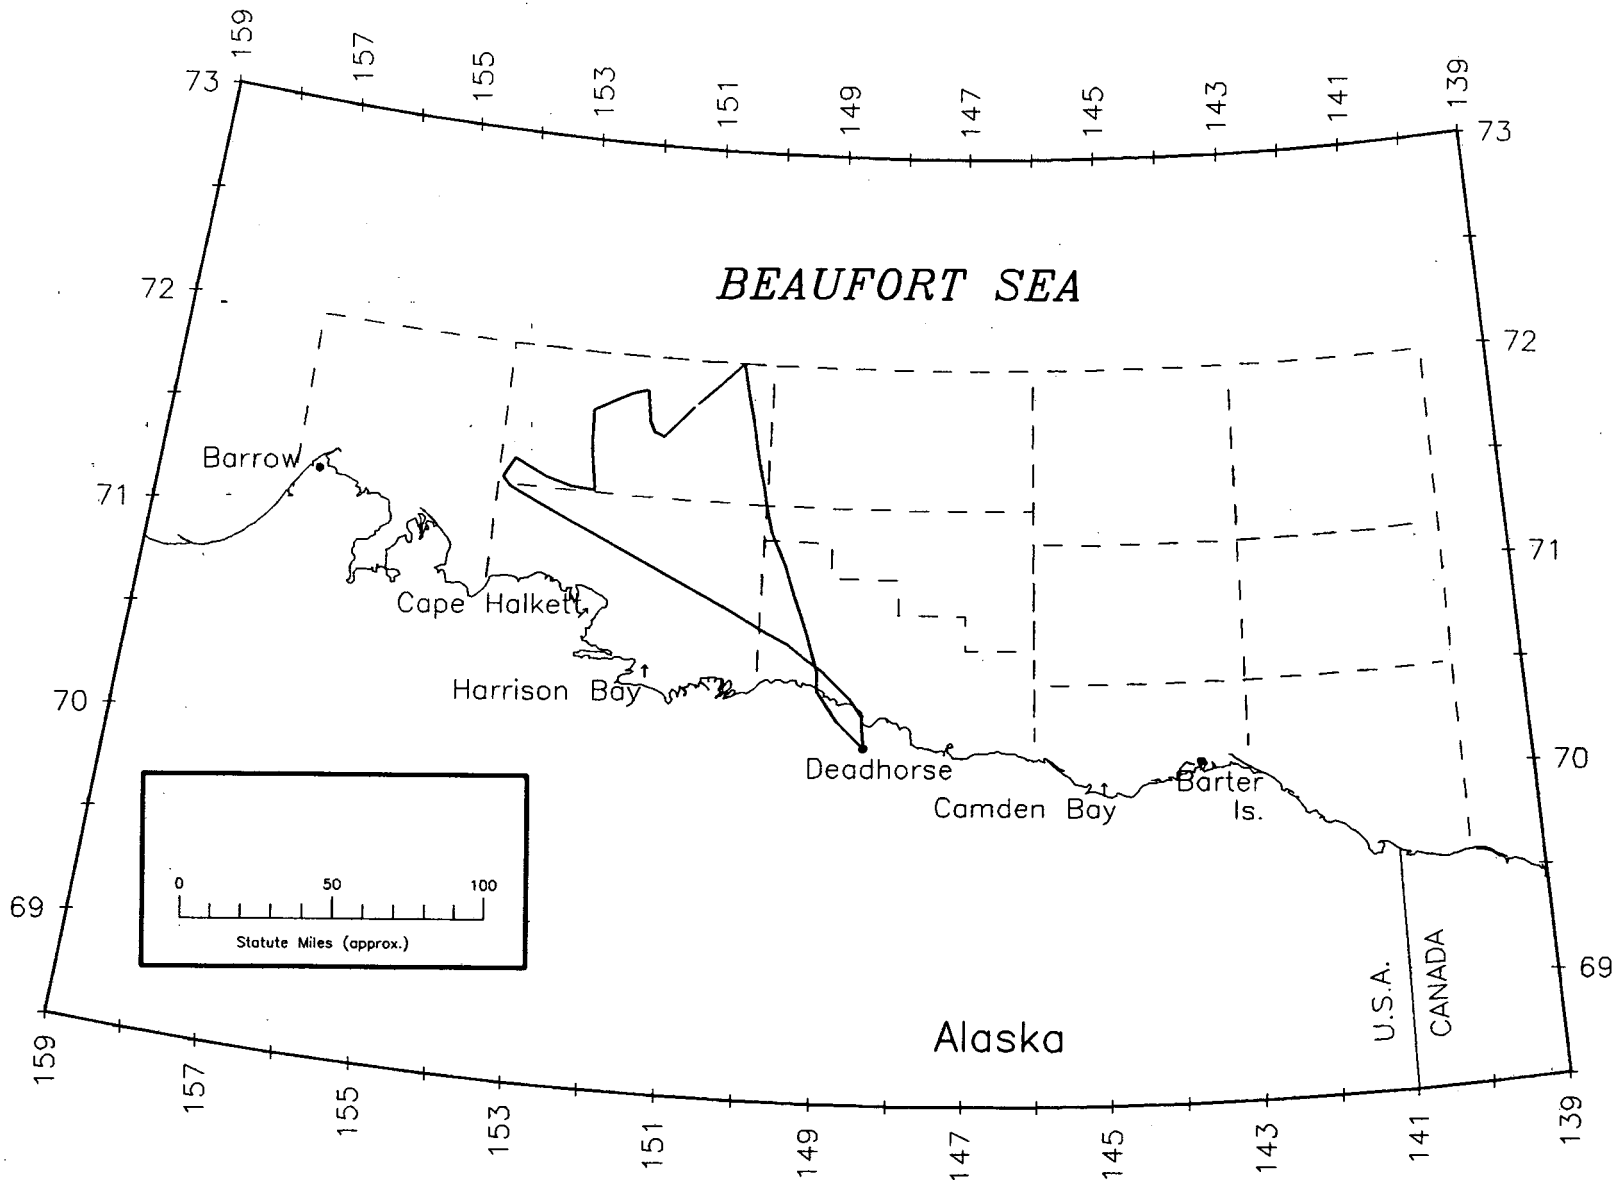 159
157
155
153
151
149
147
145
143
141
139
73
73
BEAUFORT SEA
72
72
Barrow
71
71
Cape Halkett
Harrison Bay
70
70
Deadhorse
Camden Bay
Barter
Is.
0 50 100
Statute Miles (approx.)
69
69
U.S.A.
CANADA
Alaska
159
157
155
153
151
149
147
145
143
141
139